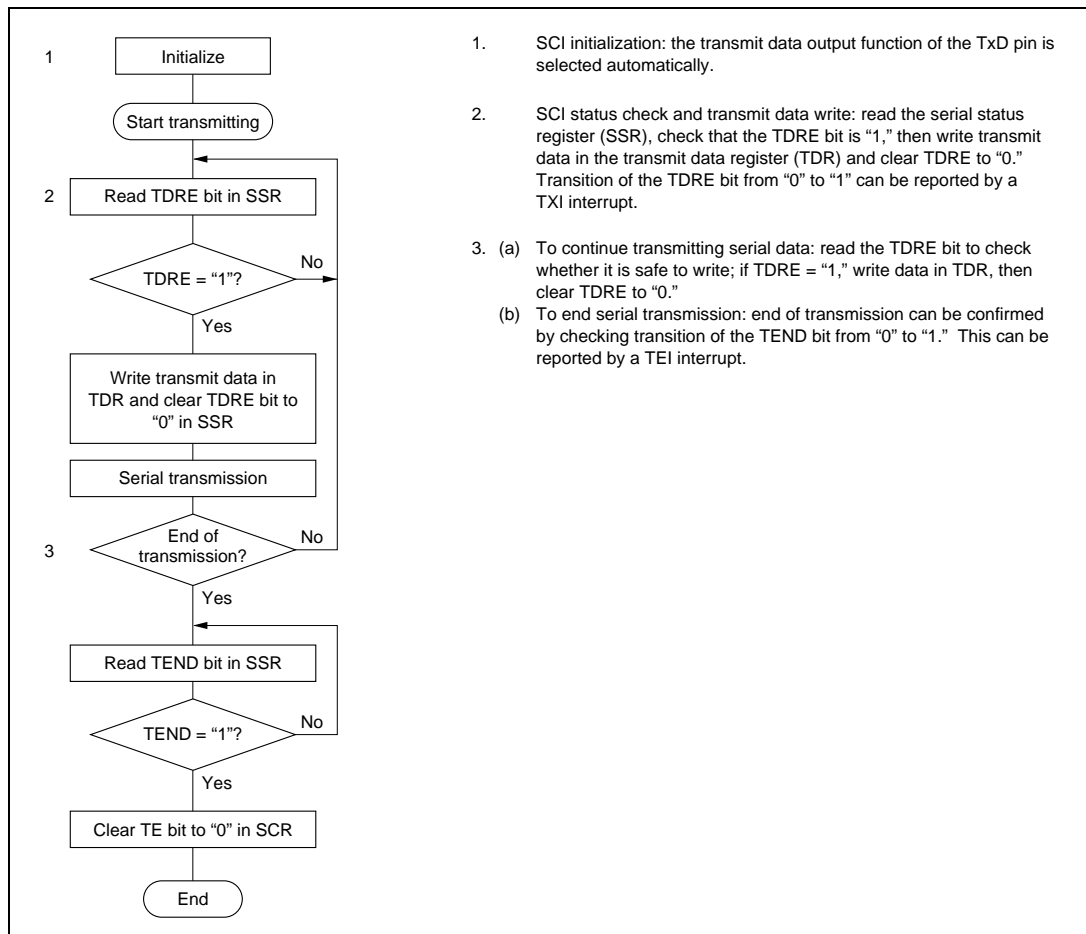 1
Initialize
Start transmitting
2
Read TDRE bit in SSR
TDRE = “1”?
No
Yes
Write transmit data in
TDR and clear TDRE bit to
“0” in SSR
Serial transmission
3
End of
transmission?
No
Yes
Read TEND bit in SSR
TEND = “1”?
No
Yes
Clear TE bit to “0” in SCR
End
1. SCI initialization: the transmit data output function of the TxD pin is
selected automatically.
2. SCI status check and transmit data write: read the serial status
register (SSR), check that the TDRE bit is “1,” then write transmit
data in the transmit data register (TDR) and clear TDRE to “0.”
Transition of the TDRE bit from “0” to “1” can be reported by a
TXI interrupt.
3. (a) To continue transmitting serial data: read the TDRE bit to check
whether it is safe to write; if TDRE = “1,” write data in TDR, then
clear TDRE to “0.”
(b) To end serial transmission: end of transmission can be confirmed
by checking transition of the TEND bit from “0” to “1.” This can be
reported by a TEI interrupt.